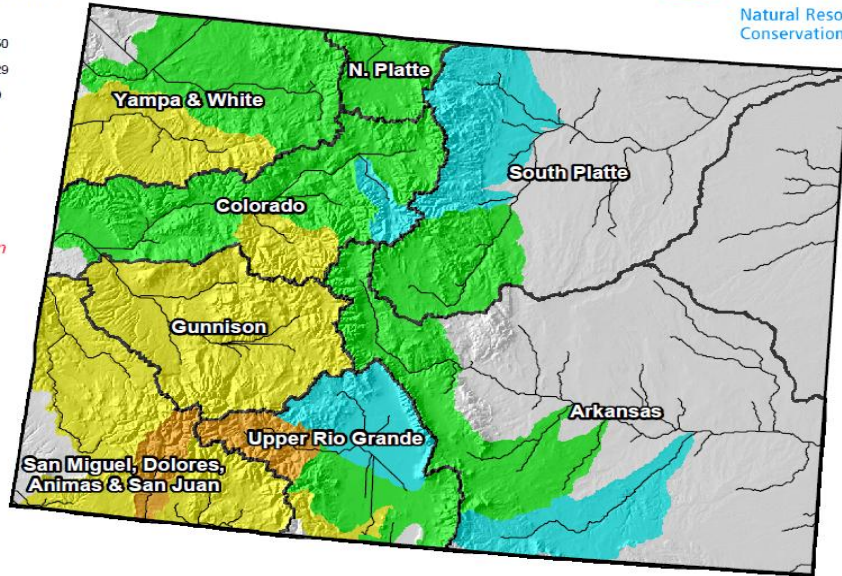 Natural Reso
Conservation
N. Platte
Yampa & White
South Platte
Colorado
Gunnison
Arkansas
Upper Rio Grande
San Miguel, Dolores,
Animas & San Juan